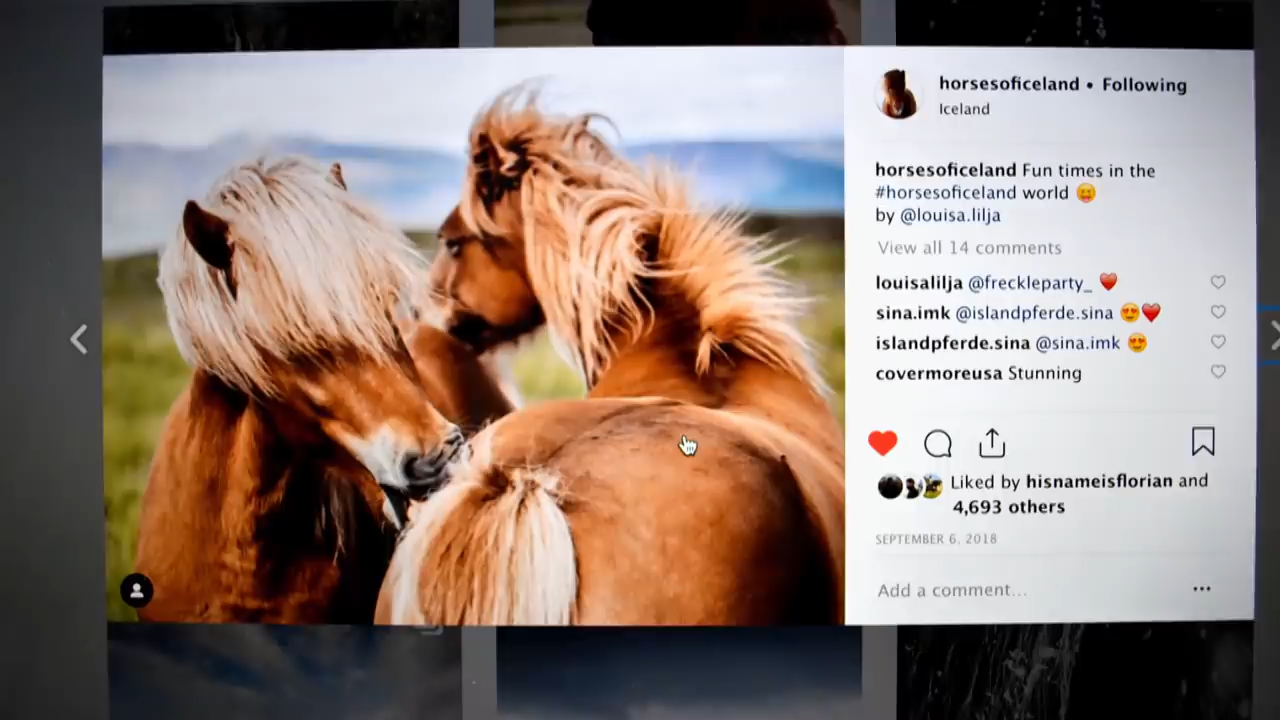 horsesoficeland • Following
Iceland
horsesoficeland Fun times in the
#horsesoficeland world 😝
by @louisa.lilja
View all 14 comments
louisalilja @freckleparty_ ♥️
sina.imk @islandpferde.sina 😍♥️
islandpferde.sina @sina.imk 😍
covermoreusa Stunning
Liked by hisnameisflorian and
4,693 others
SEPTEMBER 6, 2018
Add a comment...